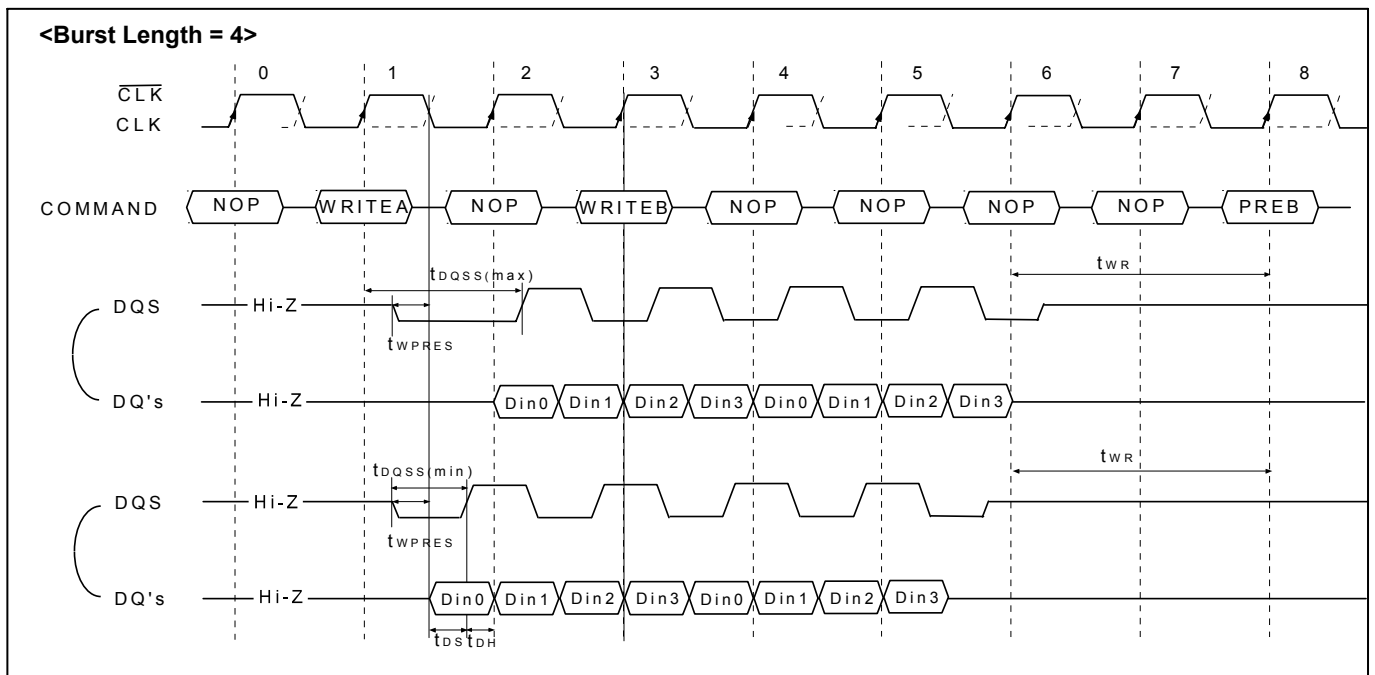 <Burst Length = 4>
0 1 2 3 4 5 6 7 8
CLK
CLK
COMMAND NOP WRITEA NOP WRITEB NOP NOP NOP NOP PREB
tDQSS(max) tWR
DQS Hi-Z
tWPRES
DQ's Hi-Z Din0 Din1 Din2 Din3 Din0 Din1 Din2 Din3
tDQSS(min) tWR
DQS Hi-Z
tWPRES
DQ's Hi-Z Din0 Din1 Din2 Din3 Din0 Din1 Din2 Din3
tDS tDH